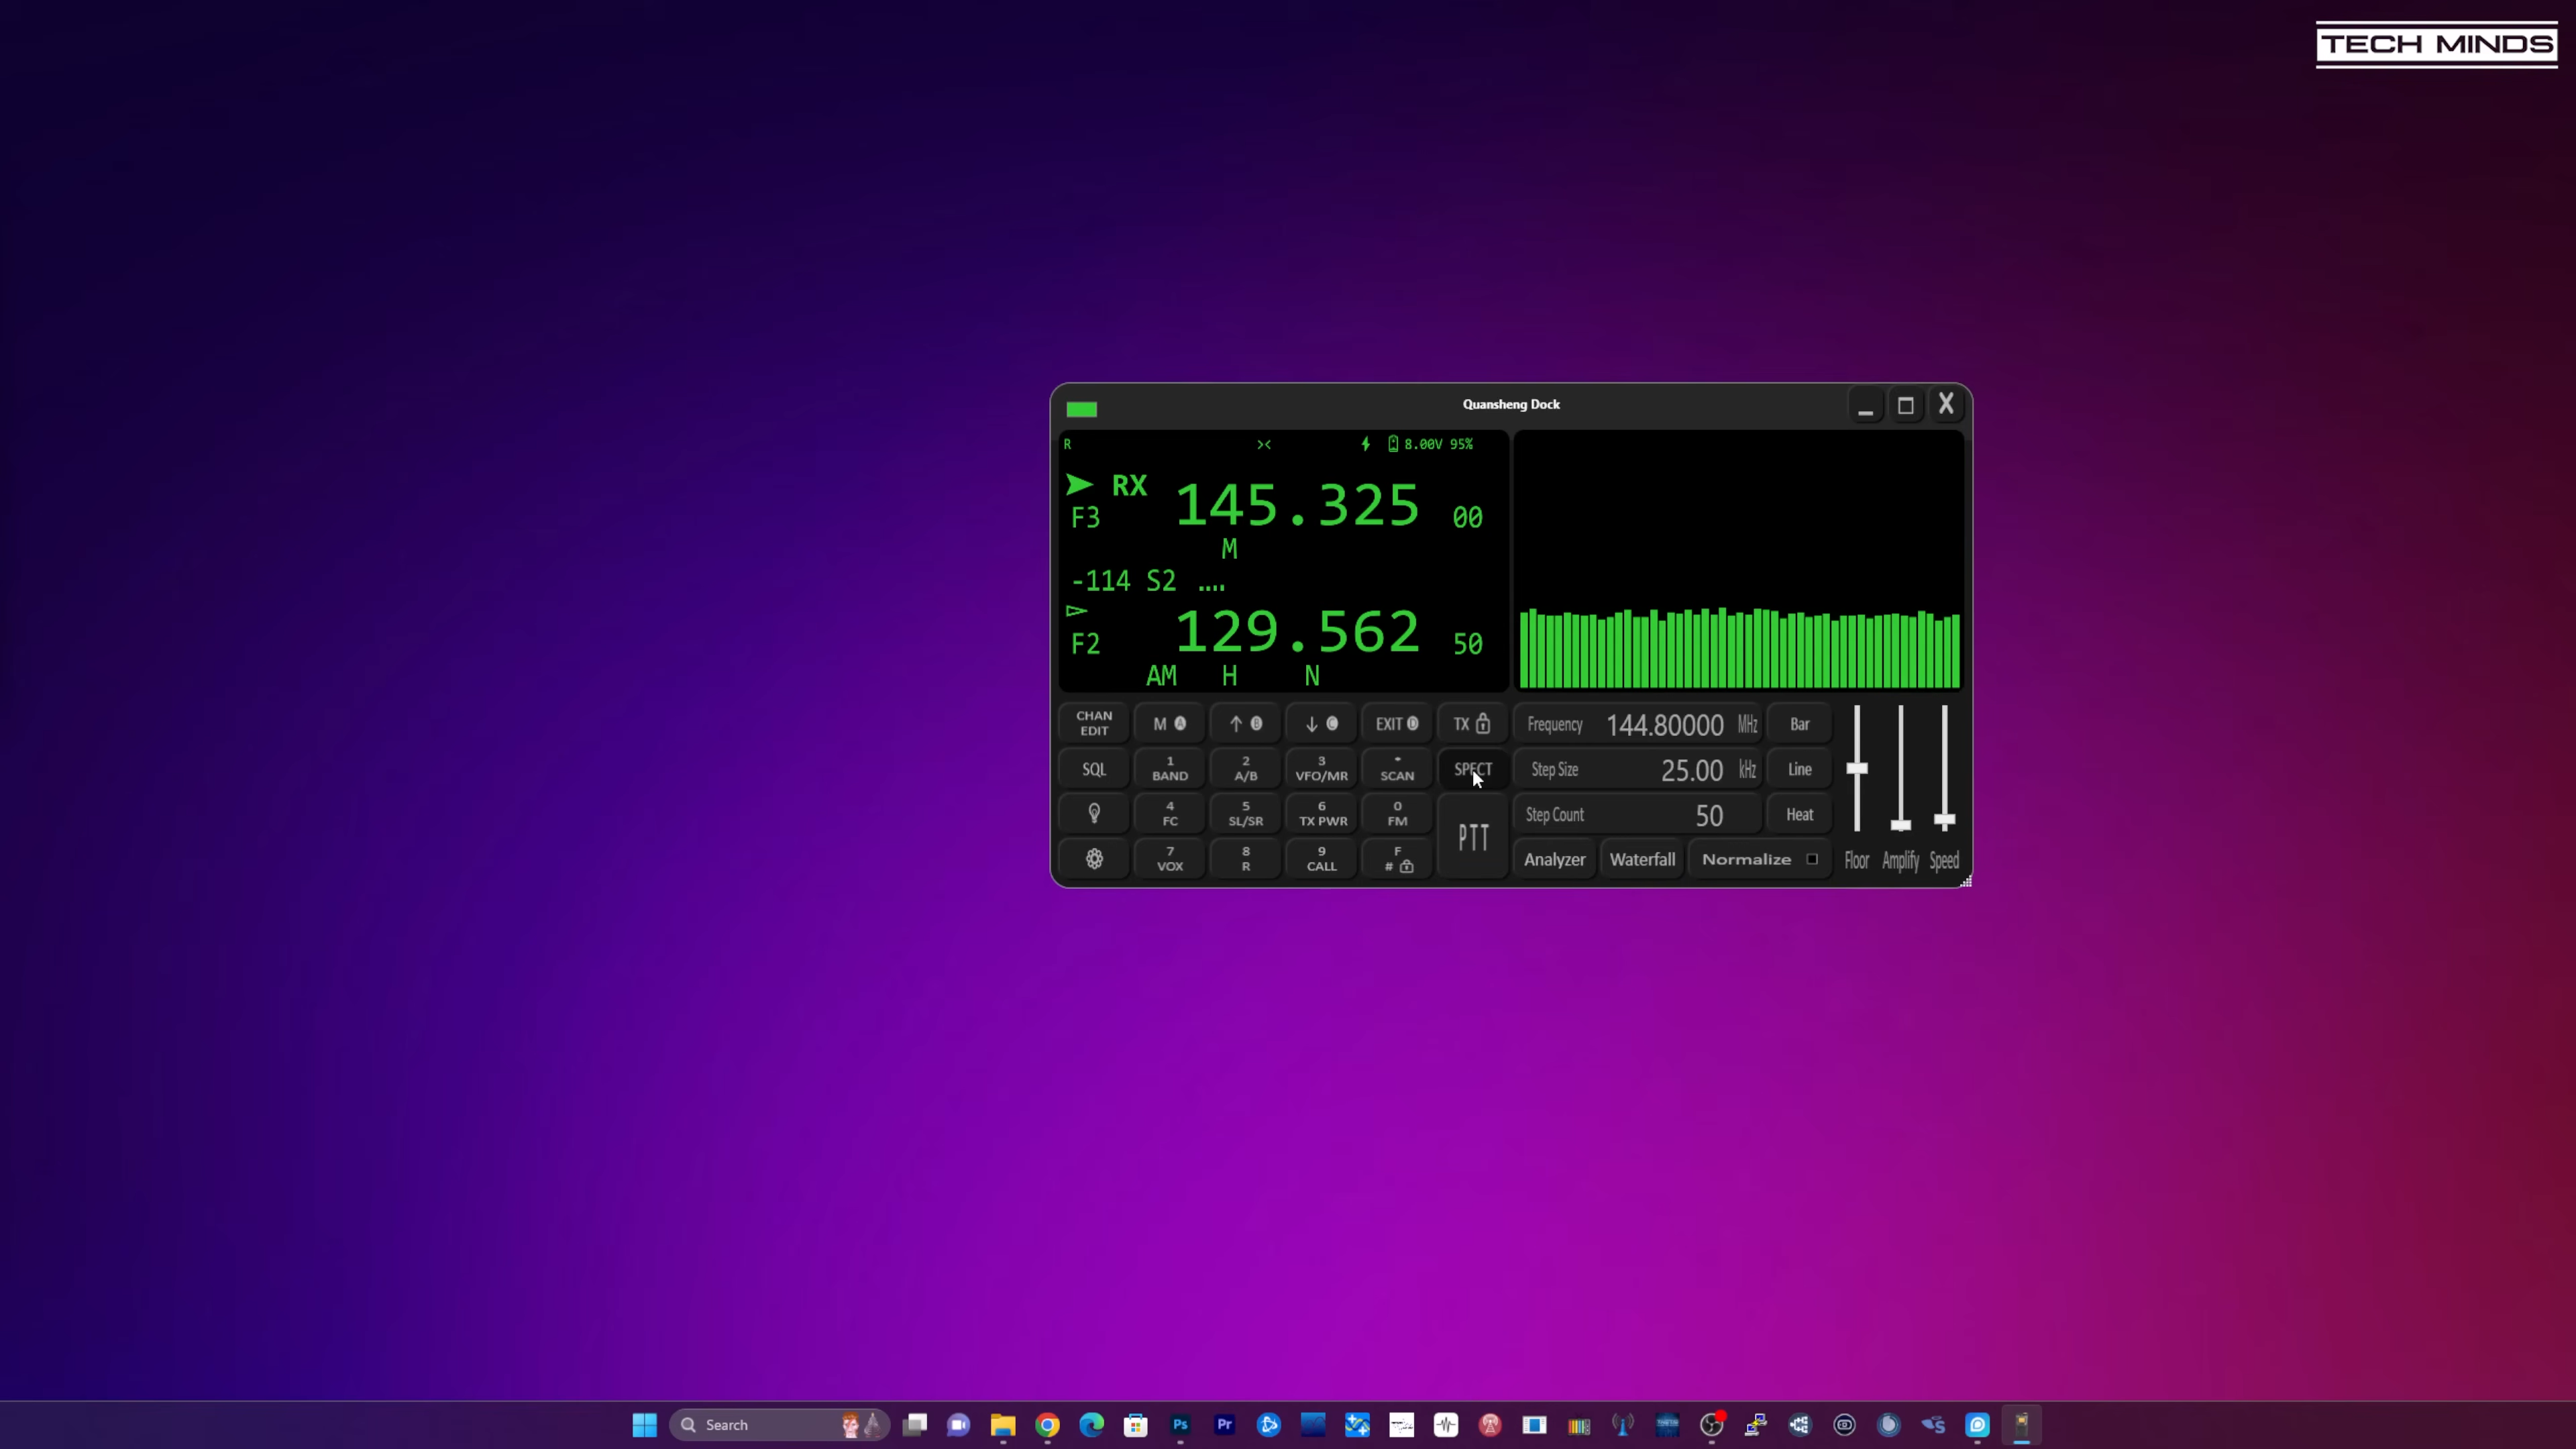 TECH MINDS
Quansheng Dock
R >< 8.00V 95%
RX 145.325 00
F3
M
-114 S2 ....
F2 129.562 50
AM H N
CHAN EDIT M A ↑ B ↓ C EXIT D TX Frequency 144.80000 MHz Bar
SQL 1 BAND 2 A/B 3 VFO/MR * SCAN SPECT Step Size 25.00 kHz Line
4 FC 5 SL/SR 6 TX PWR 0 FM PTT Step Count 50 Heat
7 VOX 8 R 9 CALL F # Analyzer Waterfall Normalize Floor Amplify Speed
Search Ps Pr